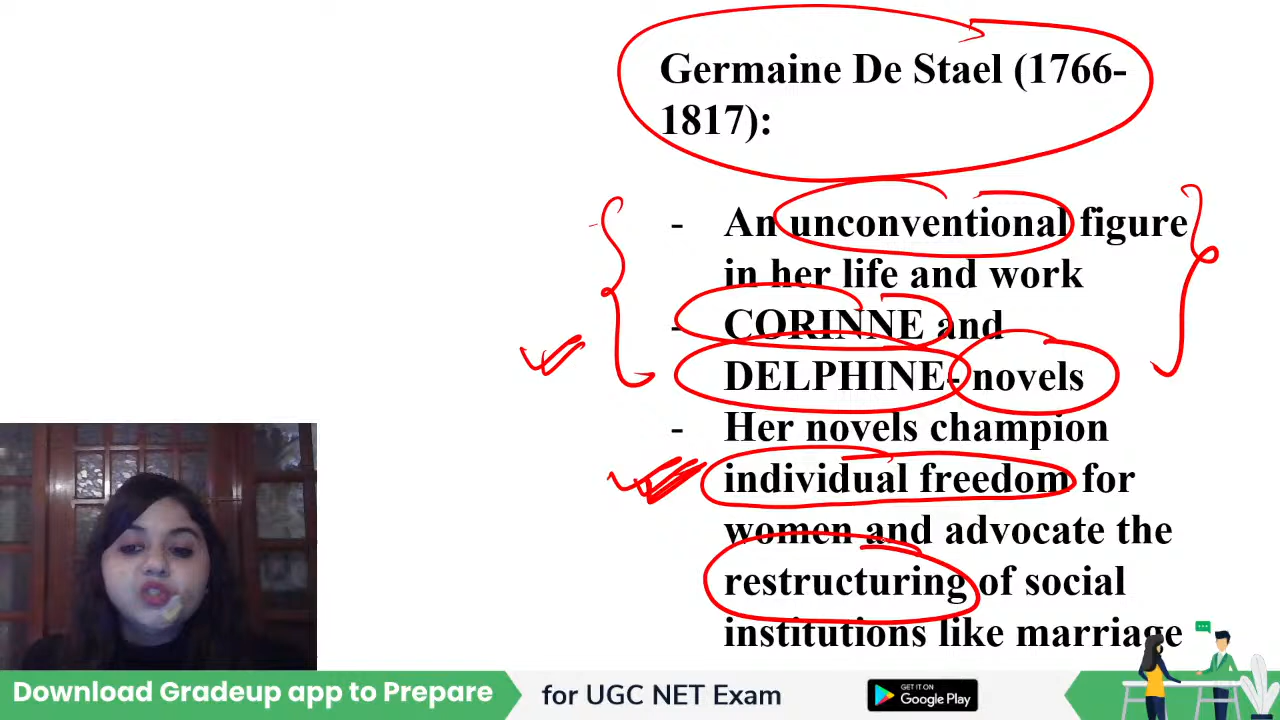 Germaine De Stael (1766-
1817):
- An unconventional figure
in her life and work
- CORINNE and
DELPHINE- novels
- Her novels champion
individual freedom for
women and advocate the
restructuring of social
institutions like marriage
Download Gradeup app to Prepare
for UGC NET Exam
GET IT ON
Google Play